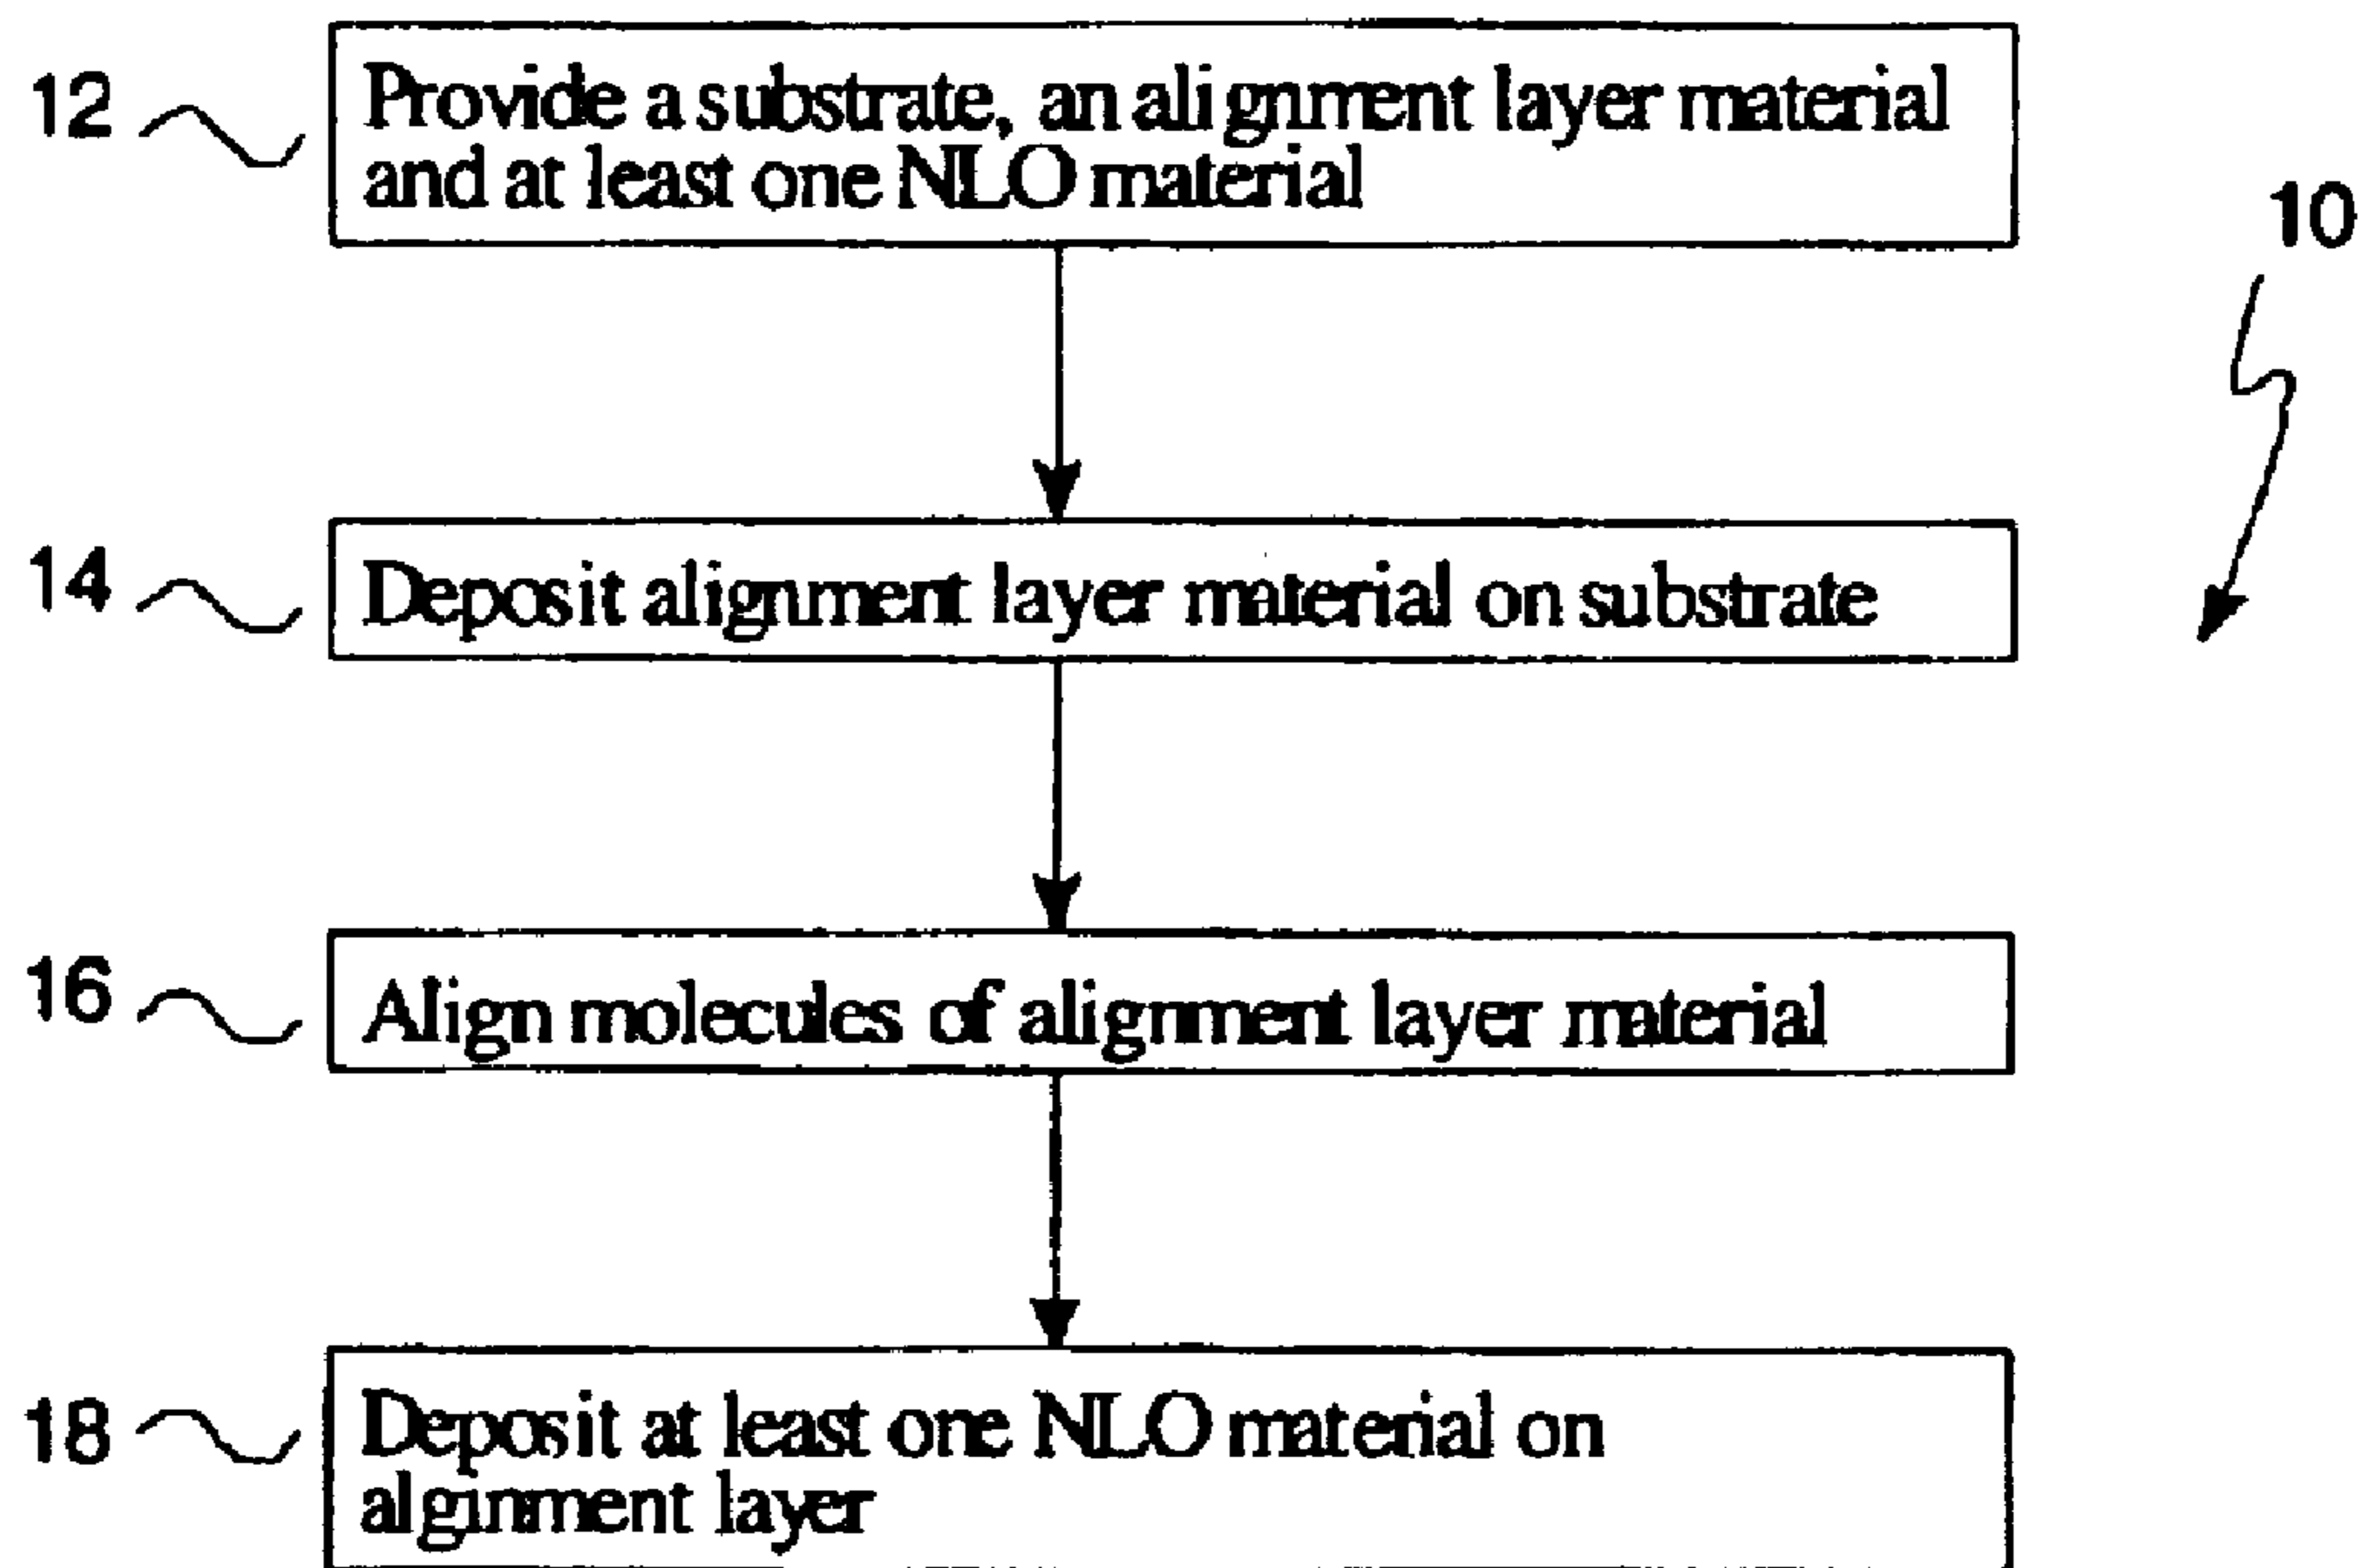 12
Provide a substrate, an alignment layer material
and at least one NLO material
10
14
Deposit alignment layer material on substrate
16
Align molecules of alignment layer material
18
Deposit at least one NLO material on
alginment layer